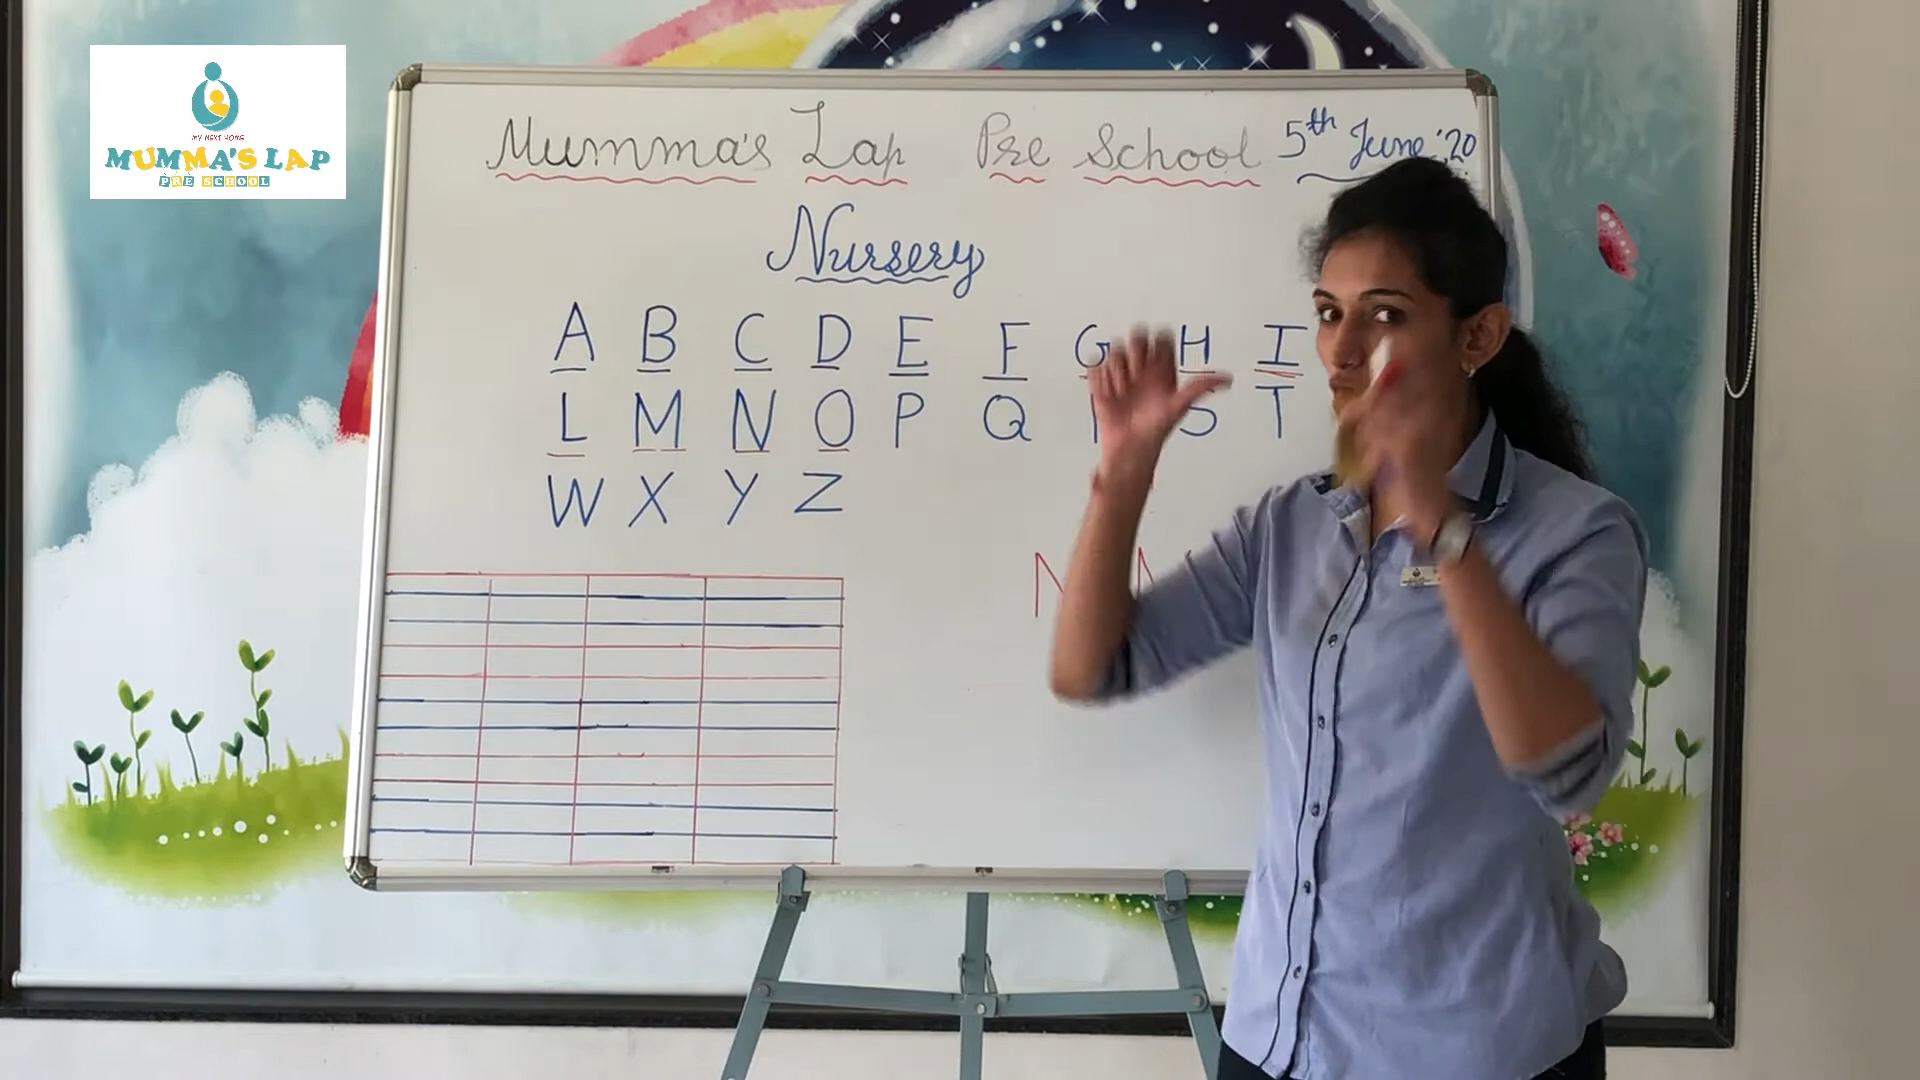 MY NEXT HOME
MUMMA'S LAP
PRE SCHOOL
Mumma's Lap Pre School 5th June '20
Nursery
A B C D E F G H I
L M N O P Q S T
W X Y Z
N